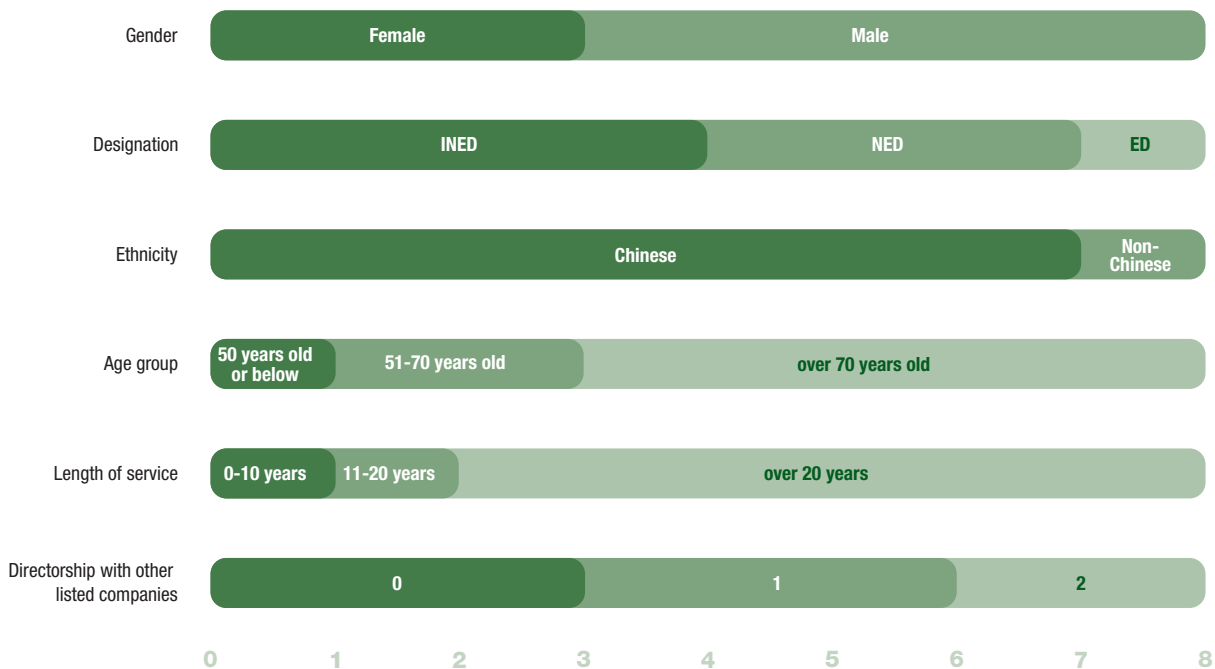 Gender
Female
Male
Designation
INED
NED
ED
Ethnicity
Chinese
Non-
Chinese
Age group
50 years old
or below
51-70 years old
over 70 years old
Length of service
0-10 years
11-20 years
over 20 years
Directorship with other
listed companies
0
1
2
0 1 2 3 4 5 6 7 8